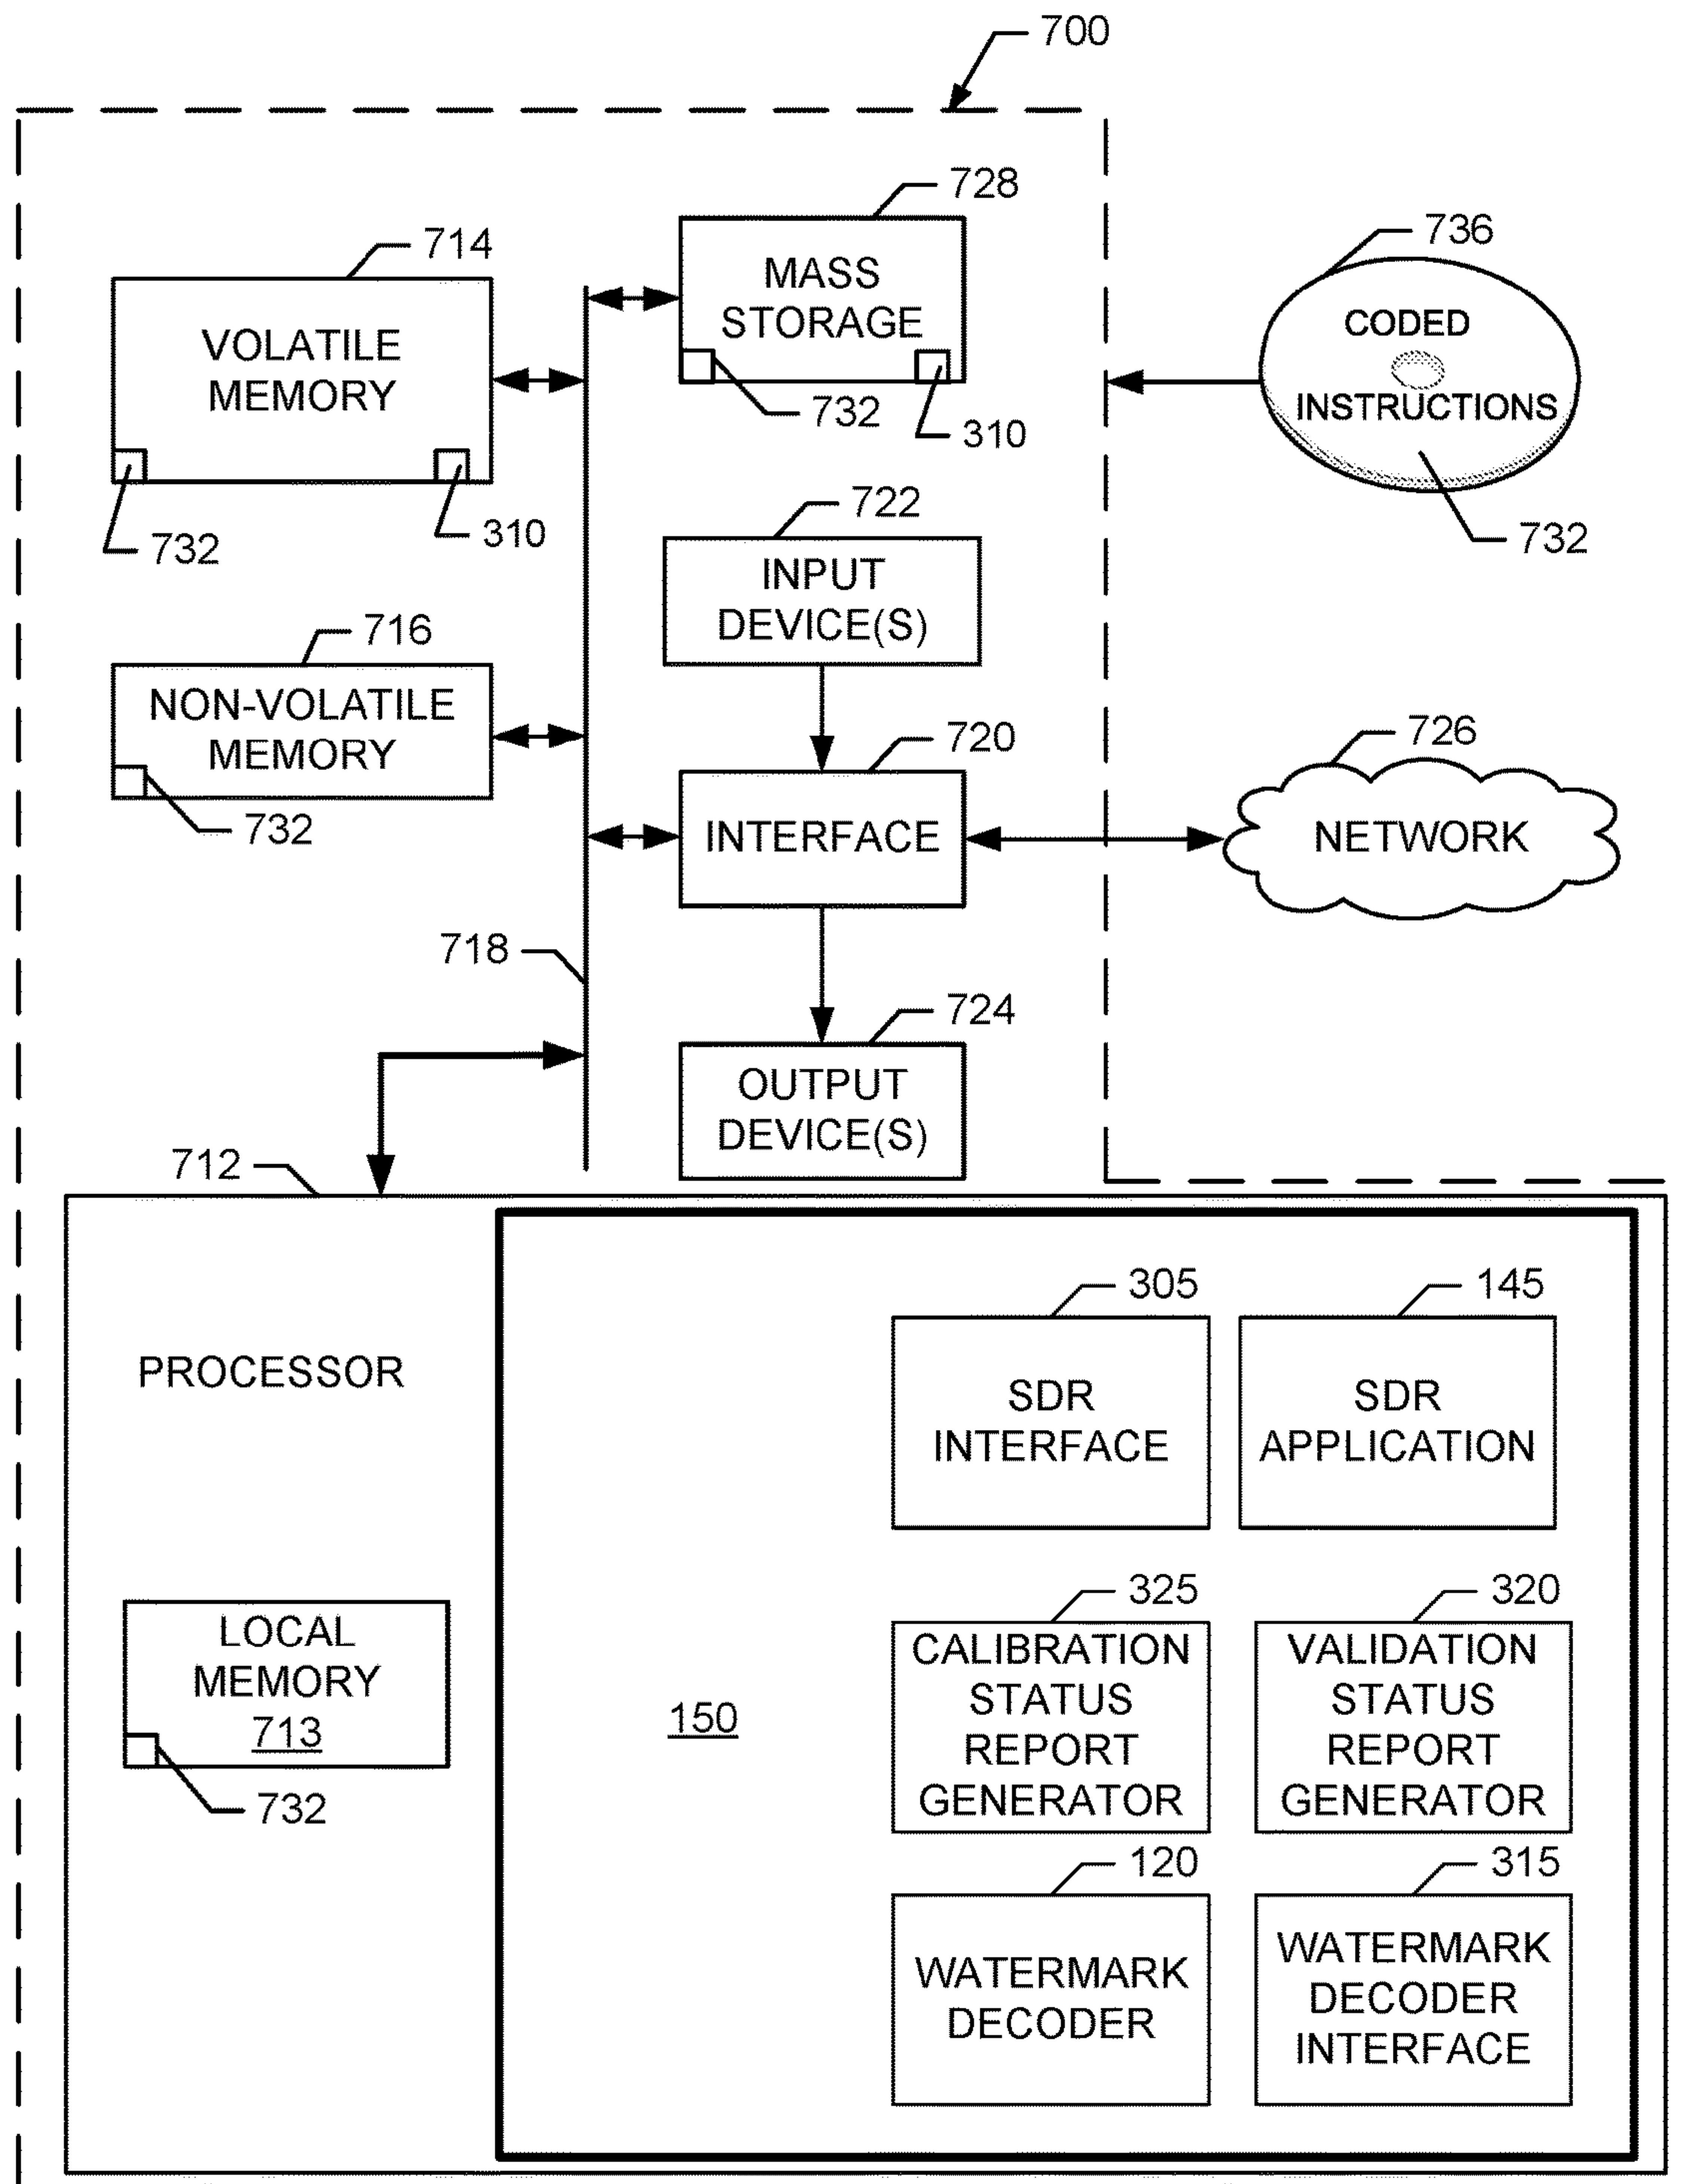 700
728
714
736
MASS
STORAGE
CODED
INSTRUCTIONS
VOLATILE
MEMORY
732
310
732
310
732
722
INPUT
DEVICE(S)
716
NON-VOLATILE
MEMORY
732
720
INTERFACE
726
NETWORK
718
724
OUTPUT
DEVICE(S)
712
PROCESSOR
305
SDR
INTERFACE
145
SDR
APPLICATION
LOCAL
MEMORY
713
732
150
325
CALIBRATION
STATUS
REPORT
GENERATOR
320
VALIDATION
STATUS
REPORT
GENERATOR
120
WATERMARK
DECODER
315
WATERMARK
DECODER
INTERFACE